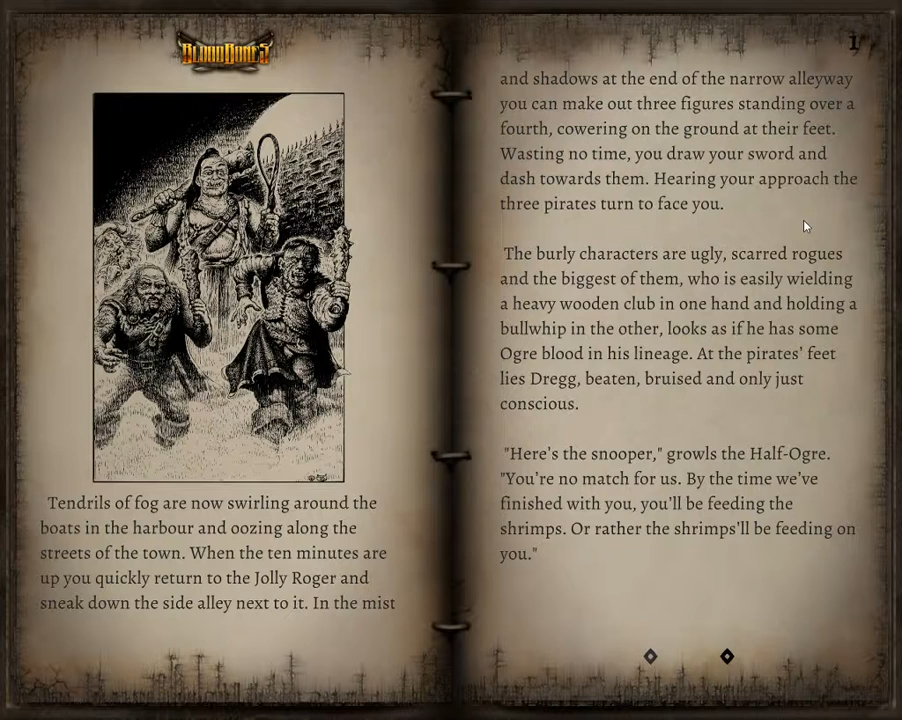 BLOODBONES
Tendrils of fog are now swirling around the
boats in the harbour and oozing along the
streets of the town. When the ten minutes are
up you quickly return to the Jolly Roger and
sneak down the side alley next to it. In the mist
1
and shadows at the end of the narrow alleyway
you can make out three figures standing over a
fourth, cowering on the ground at their feet.
Wasting no time, you draw your sword and
dash towards them. Hearing your approach the
three pirates turn to face you.
The burly characters are ugly, scarred rogues
and the biggest of them, who is easily wielding
a heavy wooden club in one hand and holding a
bullwhip in the other, looks as if he has some
Ogre blood in his lineage. At the pirates’ feet
lies Dregg, beaten, bruised and only just
conscious.
"Here’s the snooper," growls the Half-Ogre.
"You’re no match for us. By the time we’ve
finished with you, you’ll be feeding the
shrimps. Or rather the shrimps’ll be feeding on
you."